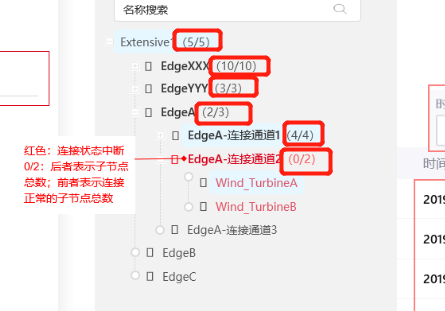 名称搜索
Extensive1 (5/5)
EdgeXXX (10/10)
EdgeYYY (3/3)
EdgeA (2/3)
EdgeA-连接通道1 (4/4)
红色：连接状态中断
0/2：后者表示子节点
总数；前者表示连接
正常的子节点总数
EdgeA-连接通道2 (0/2)
Wind_TurbineA
Wind_TurbineB
EdgeA-连接通道3
EdgeB
EdgeC
时间
201
201
201